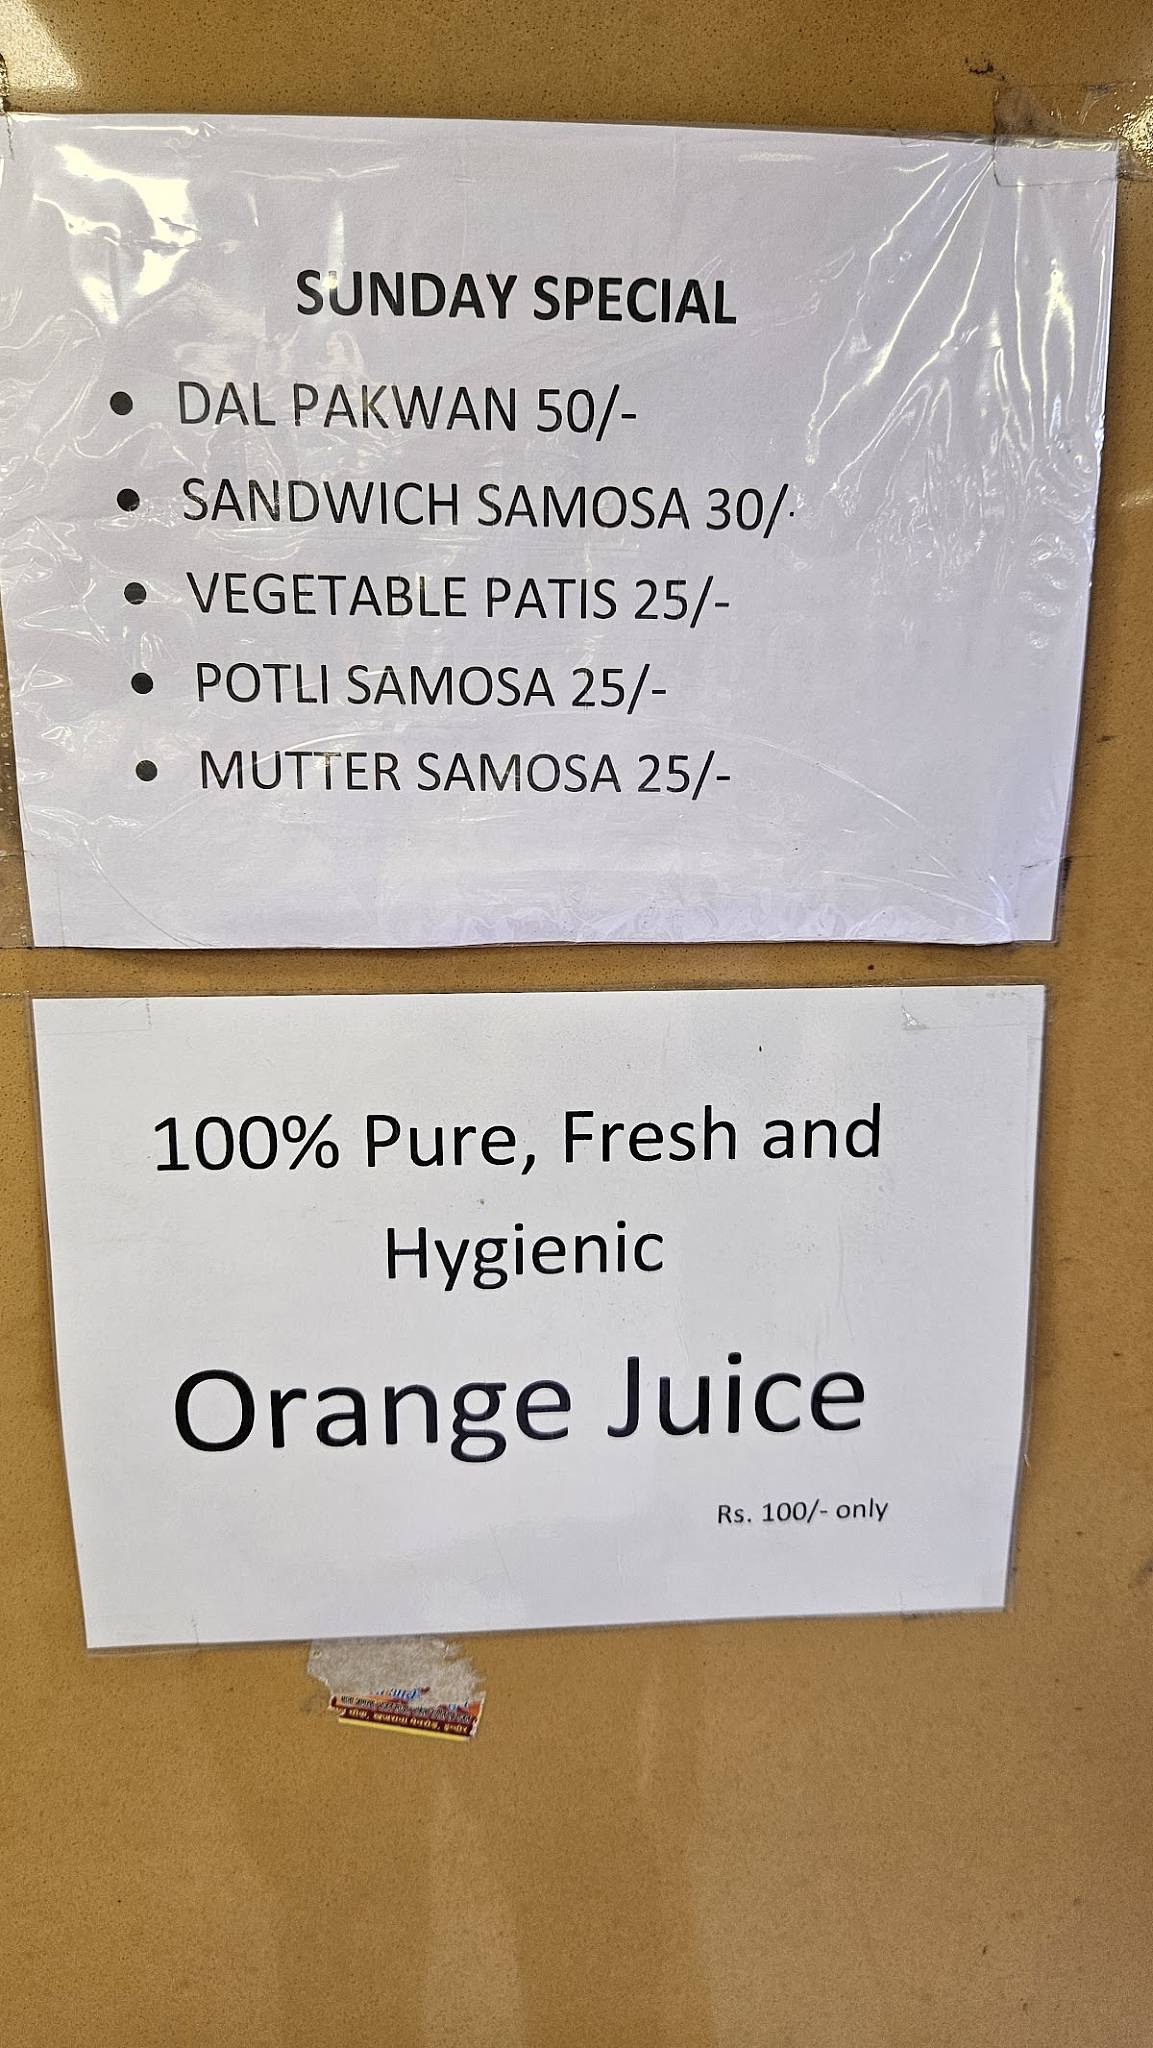 SUNDAY SPECIAL
• DAL PAKWAN 50/-
• SANDWICH SAMOSA 30/-
• VEGETABLE PATIS 25/-
• POTLI SAMOSA 25/-
• MUTTER SAMOSA 25/-
100% Pure, Fresh and
Hygienic
Orange Juice
Rs. 100/- only